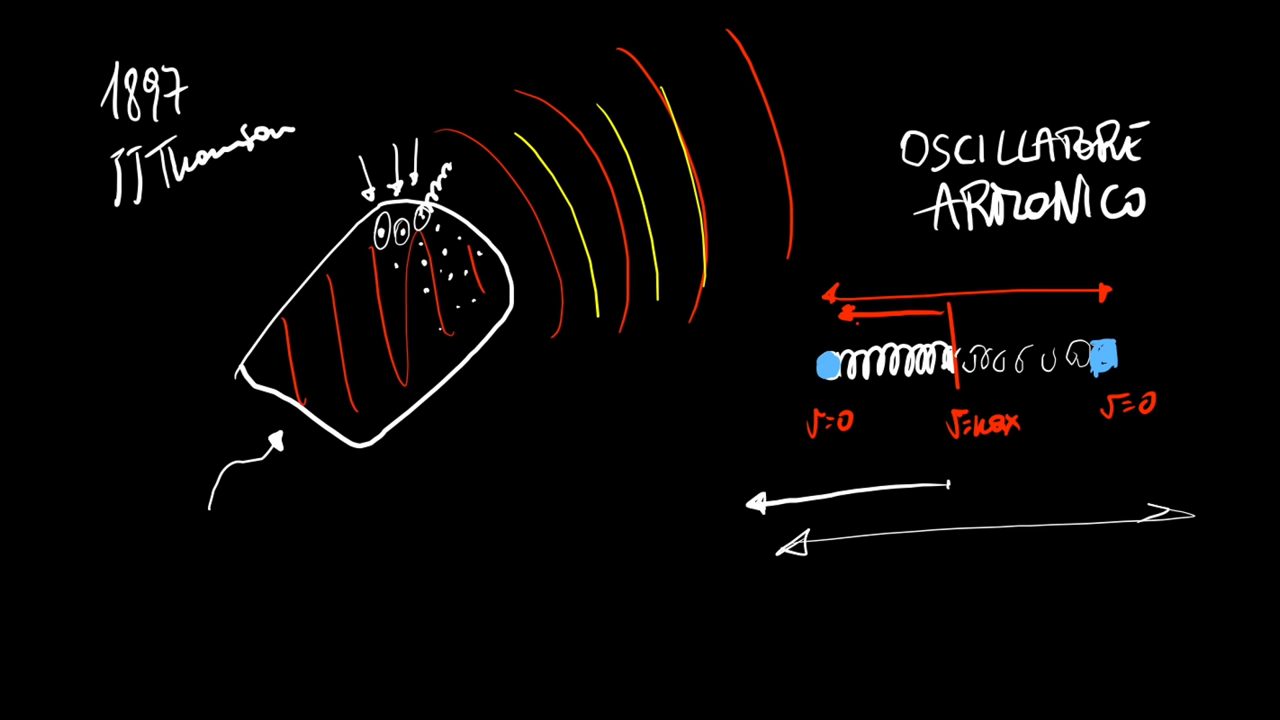 1897
JJ Thomson
OSCILLATORE
ARMONICO
v=0
v=max
v=0